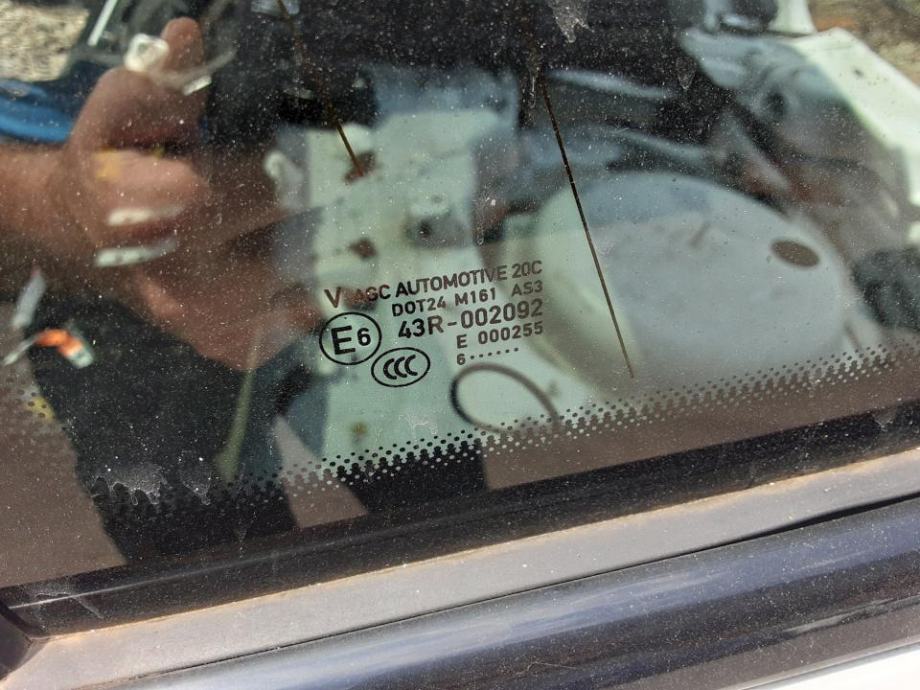 V AGC AUTOMOTIVE 20C
DOT24 M161 AS3
E6 43R-002092
E 000255
CCC 6······